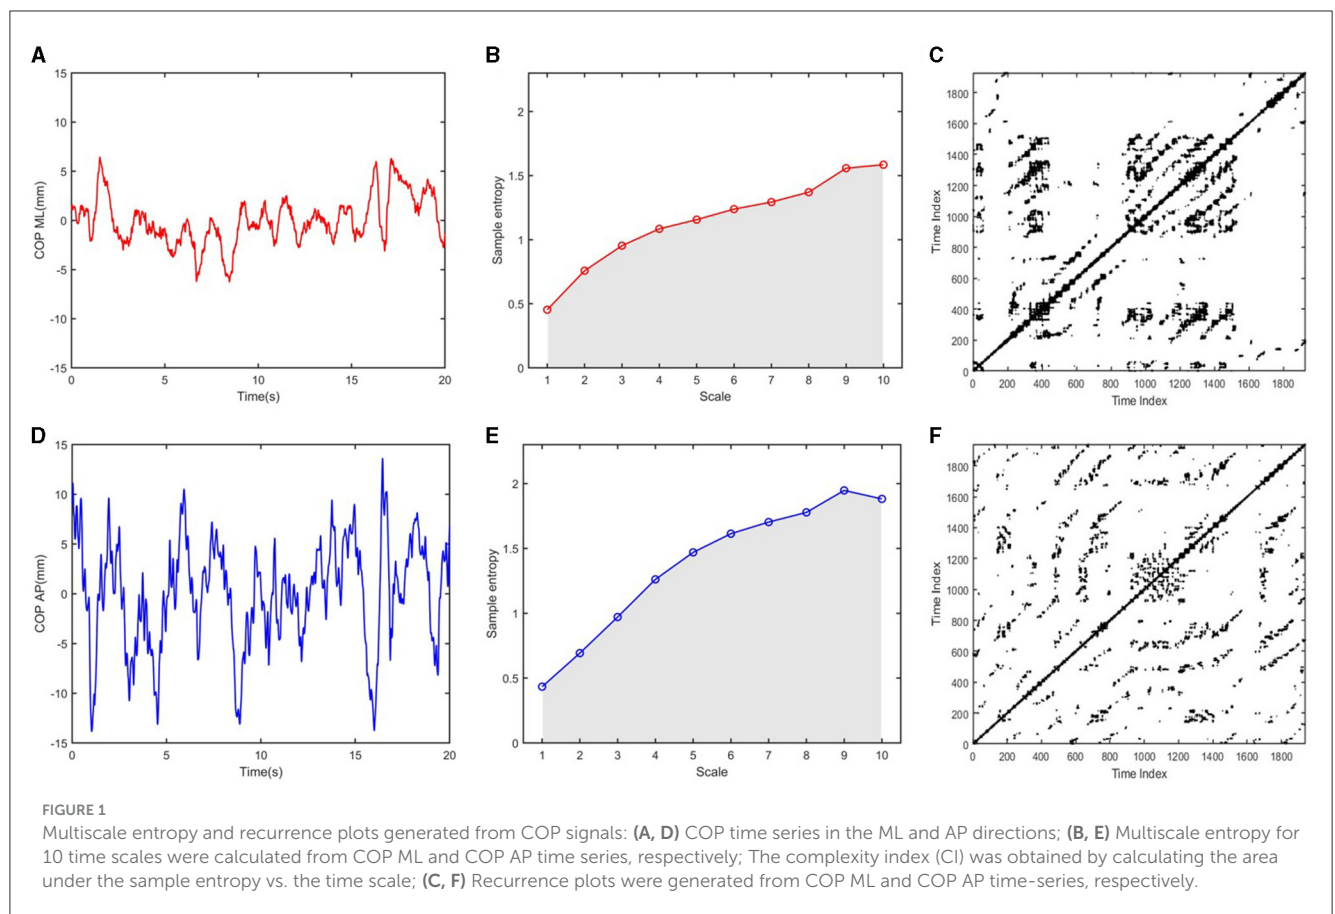 A
15
10
5
0
-5
-10
-15
COP ML(mm)
0 5 10 15 20
Time(s)
B
2
1.5
1
0.5
0
Sample entropy
1 2 3 4 5 6 7 8 9 10
Scale
C
1800
1600
1400
1200
1000
800
600
400
200
0
Time Index
0 200 400 600 800 1000 1200 1400 1600 1800
Time Index
D
15
10
5
0
-5
-10
-15
COP AP(mm)
0 5 10 15 20
Time(s)
E
2
1.5
1
0.5
0
Sample entropy
1 2 3 4 5 6 7 8 9 10
Scale
F
1800
1600
1400
1200
1000
800
600
400
200
0
Time Index
0 200 400 600 800 1000 1200 1400 1600 1800
Time Index
FIGURE 1
Multiscale entropy and recurrence plots generated from COP signals: (A, D) COP time series in the ML and AP directions; (B, E) Multiscale entropy for
10 time scales were calculated from COP ML and COP AP time series, respectively; The complexity index (CI) was obtained by calculating the area
under the sample entropy vs. the time scale; (C, F) Recurrence plots were generated from COP ML and COP AP time-series, respectively.